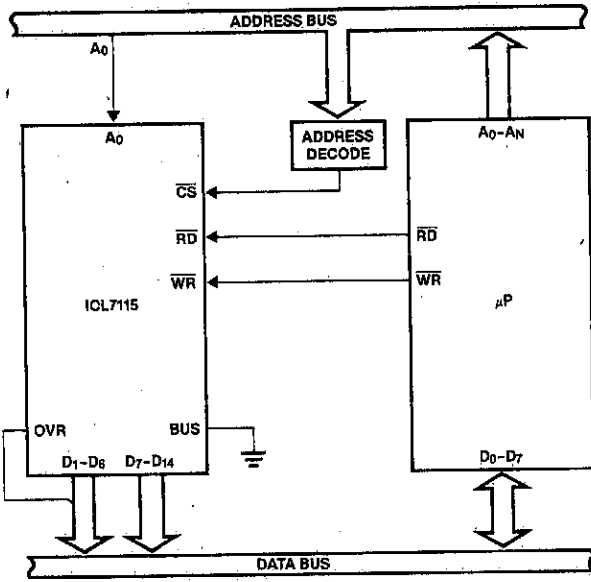 ADDRESS BUS
A0
A0
ADDRESS
DECODE
A0-AN
CS
RD
RD
WR
WR
ICL7115
µP
OVR
BUS
D1-D6
D7-D14
D0-D7
DATA BUS